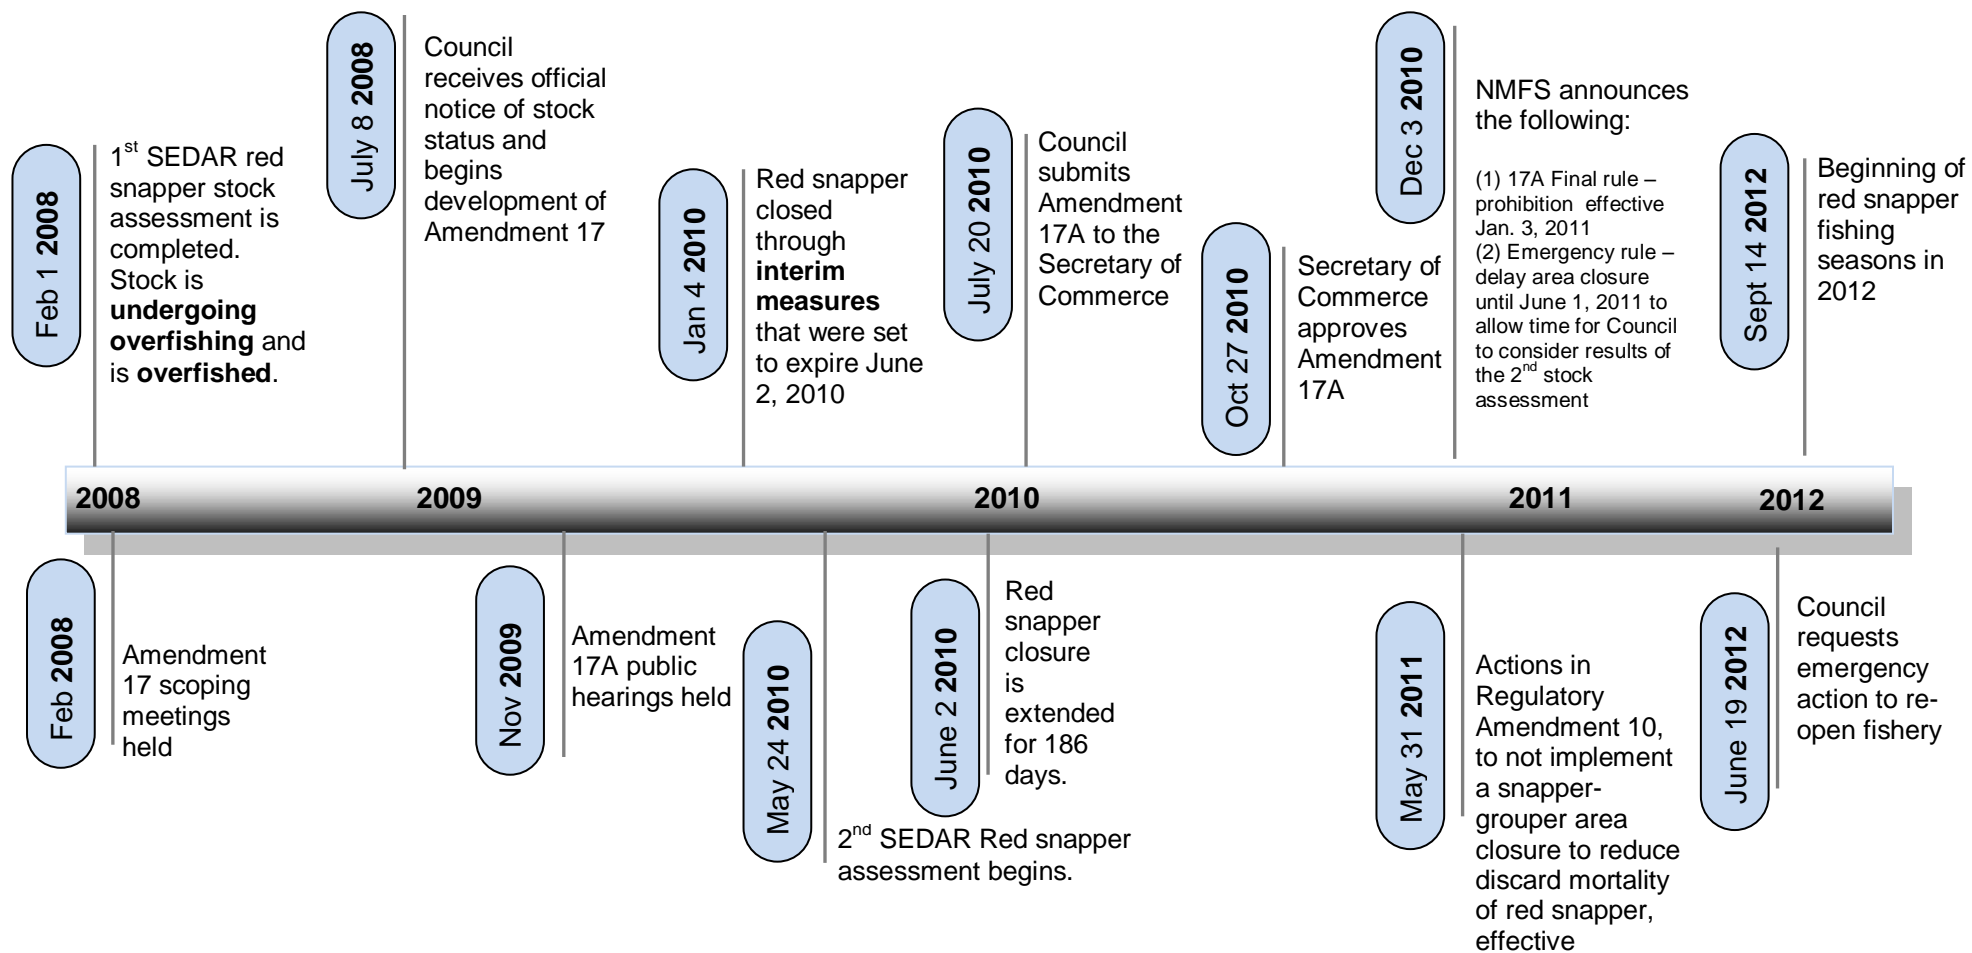 Feb 1 2008
1st SEDAR red
snapper stock
assessment is
completed.
Stock is
undergoing
overfishing and
is overfished.
July 8 2008
Council
receives official
notice of stock
status and
begins
development of
Amendment 17
Jan 4 2010
Red snapper
closed
through
interim
measures
that were set
to expire June
2, 2010
July 20 2010
Council
submits
Amendment
17A to the
Secretary of
Commerce
Oct 27 2010
Secretary of
Commerce
approves
Amendment
17A
Dec 3 2010
NMFS announces
the following:
(1) 17A Final rule –
prohibition effective
Jan. 3, 2011
(2) Emergency rule –
delay area closure
until June 1, 2011 to
allow time for Council
to consider results of
the 2nd stock
assessment
Sept 14 2012
Beginning of
red snapper
fishing
seasons in
2012
2008 2009 2010 2011 2012
Feb 2008
Amendment
17 scoping
meetings
held
Nov 2009
Amendment
17A public
hearings held
May 24 2010
2nd SEDAR Red snapper
assessment begins.
June 2 2010
Red
snapper
closure
is
extended
for 186
days.
May 31 2011
Actions in
Regulatory
Amendment 10,
to not implement
a snapper-
grouper area
closure to reduce
discard mortality
of red snapper,
effective
June 19 2012
Council
requests
emergency
action to re-
open fishery